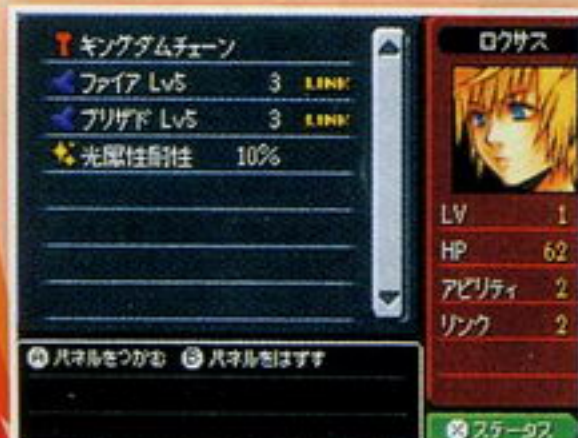 キングダムチェーン
ファイア Lv5 3 LINK
ブリザド Lv5 3 LINK
光属性耐性 10%
Ⓐ パネルをつかむ Ⓑ パネルをはずす
ロクサス
LV 1
HP 62
アビリティ 2
リンク 2
Ⓧ ステータス